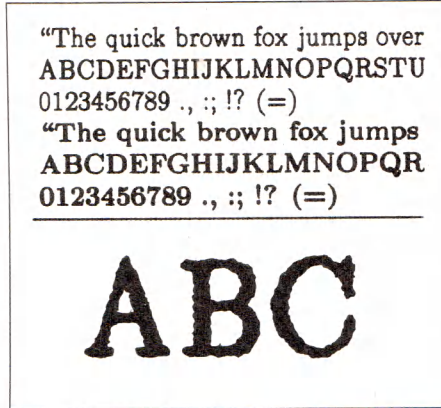 “The quick brown fox jumps over
ABCDEFGHIJKLMNOPQRSTU
0123456789 ., :; !? (=)
“The quick brown fox jumps
ABCDEFGHIJKLMNOPQR
0123456789 ., :; !? (=)
ABC